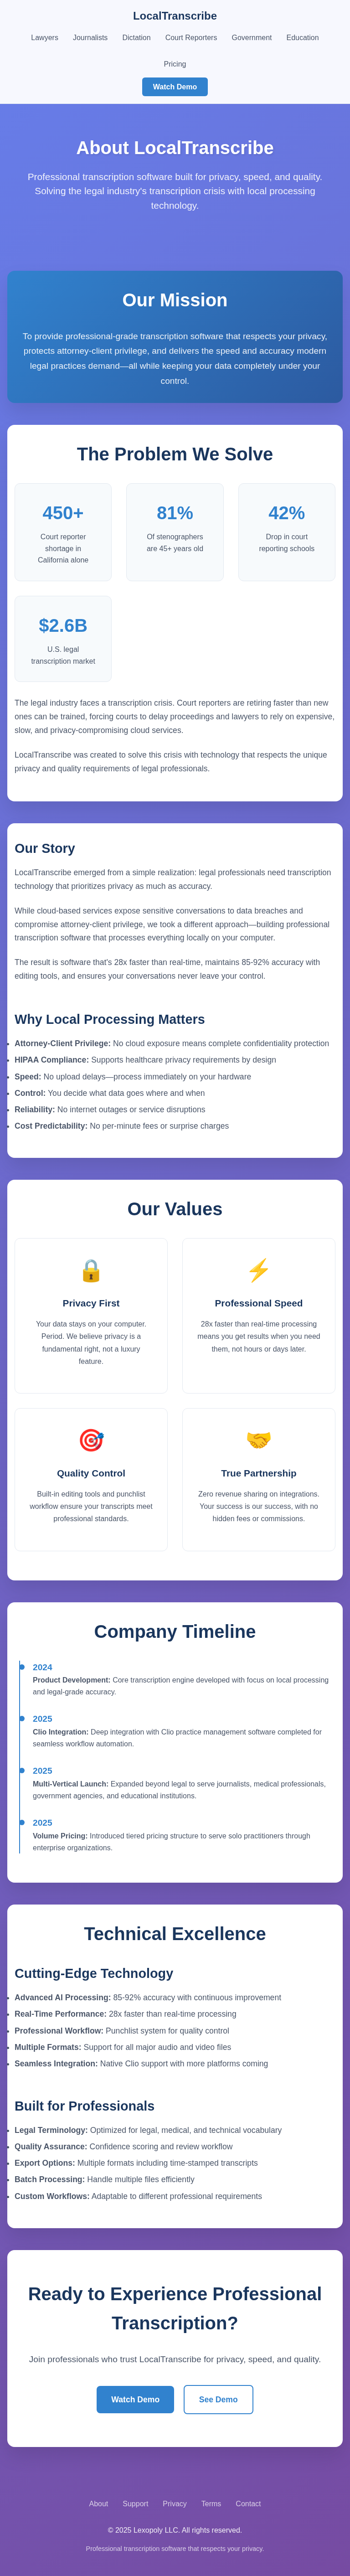 LocalTranscribe
Lawyers Journalists Dictation Court Reporters Government Education
Pricing
Watch Demo
About LocalTranscribe
Professional transcription software built for privacy, speed, and quality.
Solving the legal industry's transcription crisis with local processing
technology.
Our Mission
To provide professional-grade transcription software that respects your privacy,
protects attorney-client privilege, and delivers the speed and accuracy modern
legal practices demand—all while keeping your data completely under your
control.
The Problem We Solve
450+
Court reporter
shortage in
California alone
81%
Of stenographers
are 45+ years old
42%
Drop in court
reporting schools
$2.6B
U.S. legal
transcription market
The legal industry faces a transcription crisis. Court reporters are retiring faster than new
ones can be trained, forcing courts to delay proceedings and lawyers to rely on expensive,
slow, and privacy-compromising cloud services.
LocalTranscribe was created to solve this crisis with technology that respects the unique
privacy and quality requirements of legal professionals.
Our Story
LocalTranscribe emerged from a simple realization: legal professionals need transcription
technology that prioritizes privacy as much as accuracy.
While cloud-based services expose sensitive conversations to data breaches and
compromise attorney-client privilege, we took a different approach—building professional
transcription software that processes everything locally on your computer.
The result is software that's 28x faster than real-time, maintains 85-92% accuracy with
editing tools, and ensures your conversations never leave your control.
Why Local Processing Matters
• Attorney-Client Privilege: No cloud exposure means complete confidentiality protection
• HIPAA Compliance: Supports healthcare privacy requirements by design
• Speed: No upload delays—process immediately on your hardware
• Control: You decide what data goes where and when
• Reliability: No internet outages or service disruptions
• Cost Predictability: No per-minute fees or surprise charges
Our Values
Privacy First
Your data stays on your computer.
Period. We believe privacy is a
fundamental right, not a luxury
feature.
Professional Speed
28x faster than real-time processing
means you get results when you need
them, not hours or days later.
Quality Control
Built-in editing tools and punchlist
workflow ensure your transcripts meet
professional standards.
True Partnership
Zero revenue sharing on integrations.
Your success is our success, with no
hidden fees or commissions.
Company Timeline
2024
Product Development: Core transcription engine developed with focus on local processing
and legal-grade accuracy.
2025
Clio Integration: Deep integration with Clio practice management software completed for
seamless workflow automation.
2025
Multi-Vertical Launch: Expanded beyond legal to serve journalists, medical professionals,
government agencies, and educational institutions.
2025
Volume Pricing: Introduced tiered pricing structure to serve solo practitioners through
enterprise organizations.
Technical Excellence
Cutting-Edge Technology
• Advanced AI Processing: 85-92% accuracy with continuous improvement
• Real-Time Performance: 28x faster than real-time processing
• Professional Workflow: Punchlist system for quality control
• Multiple Formats: Support for all major audio and video files
• Seamless Integration: Native Clio support with more platforms coming
Built for Professionals
• Legal Terminology: Optimized for legal, medical, and technical vocabulary
• Quality Assurance: Confidence scoring and review workflow
• Export Options: Multiple formats including time-stamped transcripts
• Batch Processing: Handle multiple files efficiently
• Custom Workflows: Adaptable to different professional requirements
Ready to Experience Professional
Transcription?
Join professionals who trust LocalTranscribe for privacy, speed, and quality.
Watch Demo See Demo
About Support Privacy Terms Contact
© 2025 Lexopoly LLC. All rights reserved.
Professional transcription software that respects your privacy.